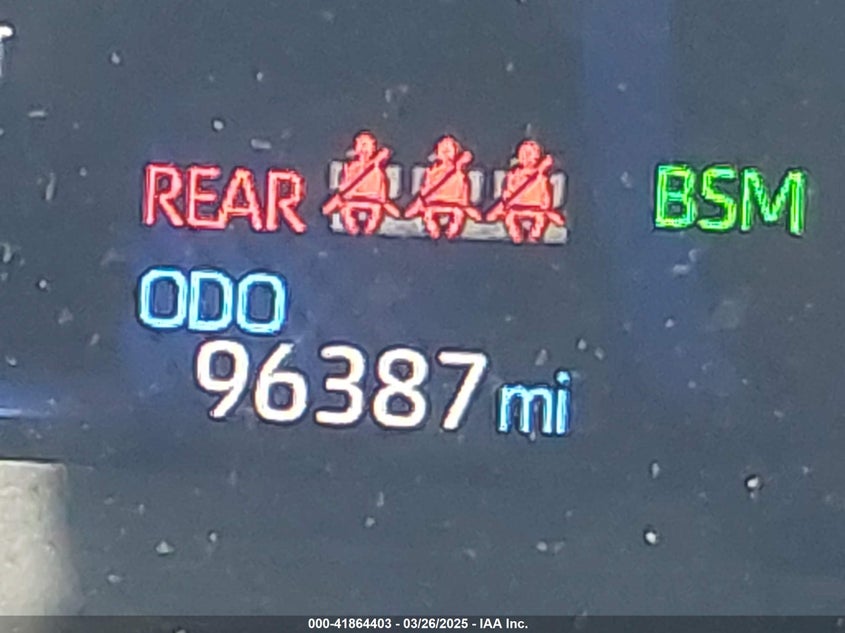 REAR BSM
ODO
96387 mi
000-41864403 - 03/26/2025 - IAA Inc.